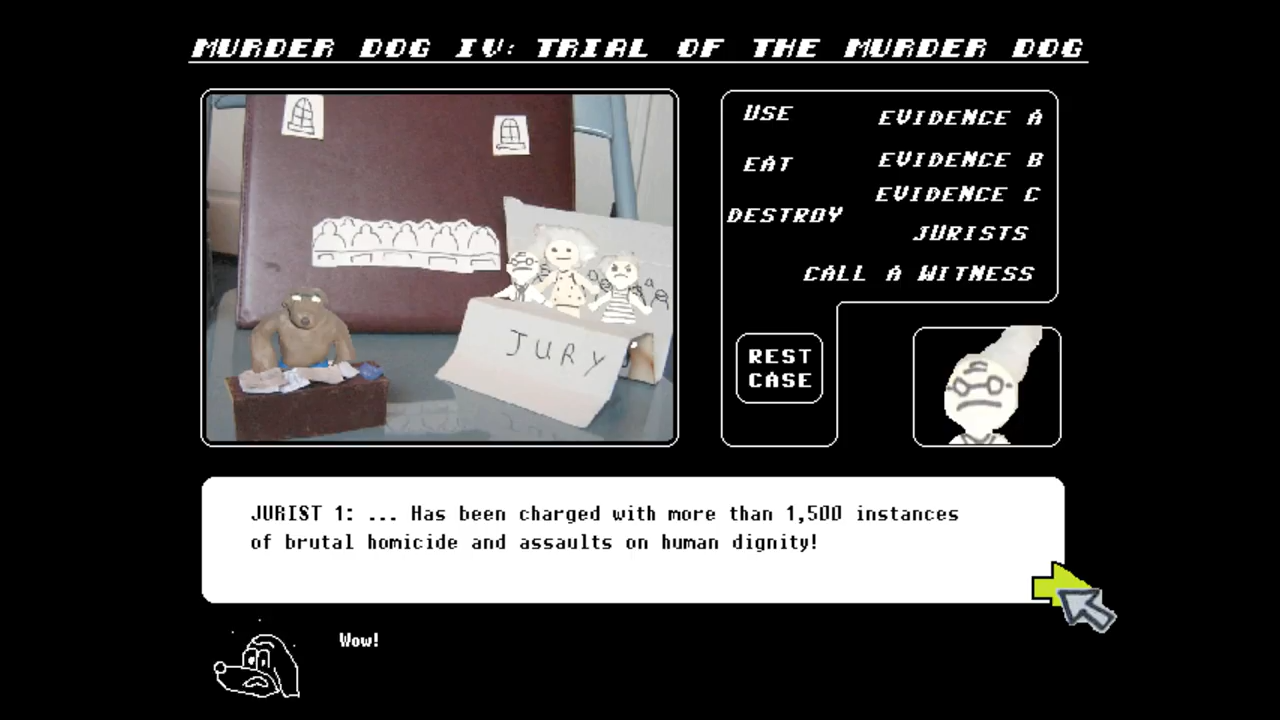 MURDER DOG IV: TRIAL OF THE MURDER DOG
JURY
USE
EAT
DESTROY
EVIDENCE A
EVIDENCE B
EVIDENCE C
JURISTS
CALL A WITNESS
REST
CASE
JURIST 1: ... Has been charged with more than 1,500 instances
of brutal homicide and assaults on human dignity!
Wow!